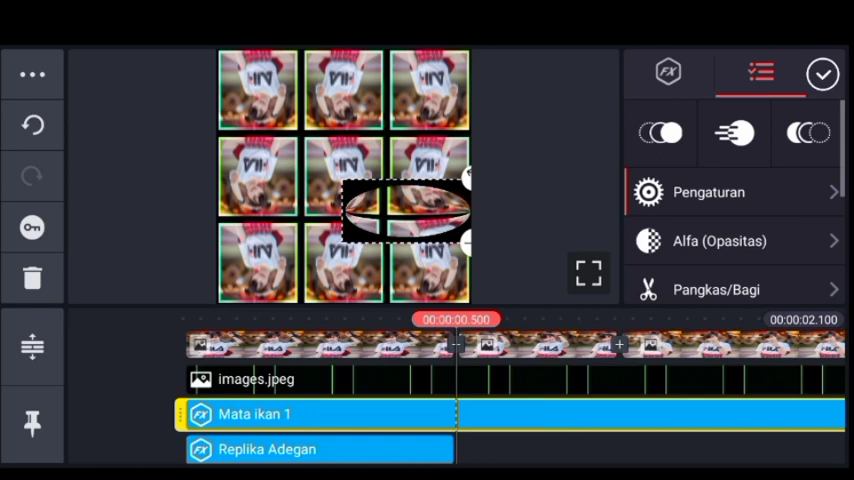 FX
Pengaturan
Alfa (Opasitas)
Pangkas/Bagi
00:00:00.500
00:00:02.100
images.jpeg
FX Mata ikan 1
FX Replika Adegan